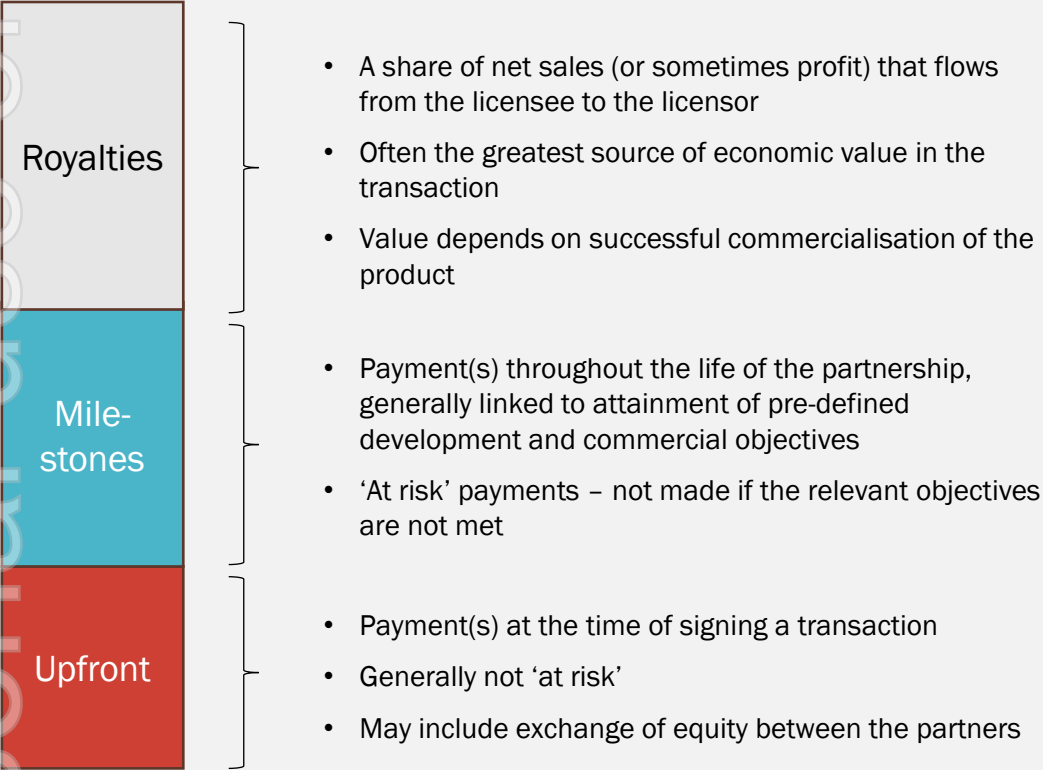 Royalties
• A share of net sales (or sometimes profit) that flows
from the licensee to the licensor
• Often the greatest source of economic value in the
transaction
• Value depends on successful commercialisation of the
product
Mile-
stones
• Payment(s) throughout the life of the partnership,
generally linked to attainment of pre-defined
development and commercial objectives
• ‘At risk’ payments – not made if the relevant objectives
are not met
Upfront
• Payment(s) at the time of signing a transaction
• Generally not ‘at risk’
• May include exchange of equity between the partners